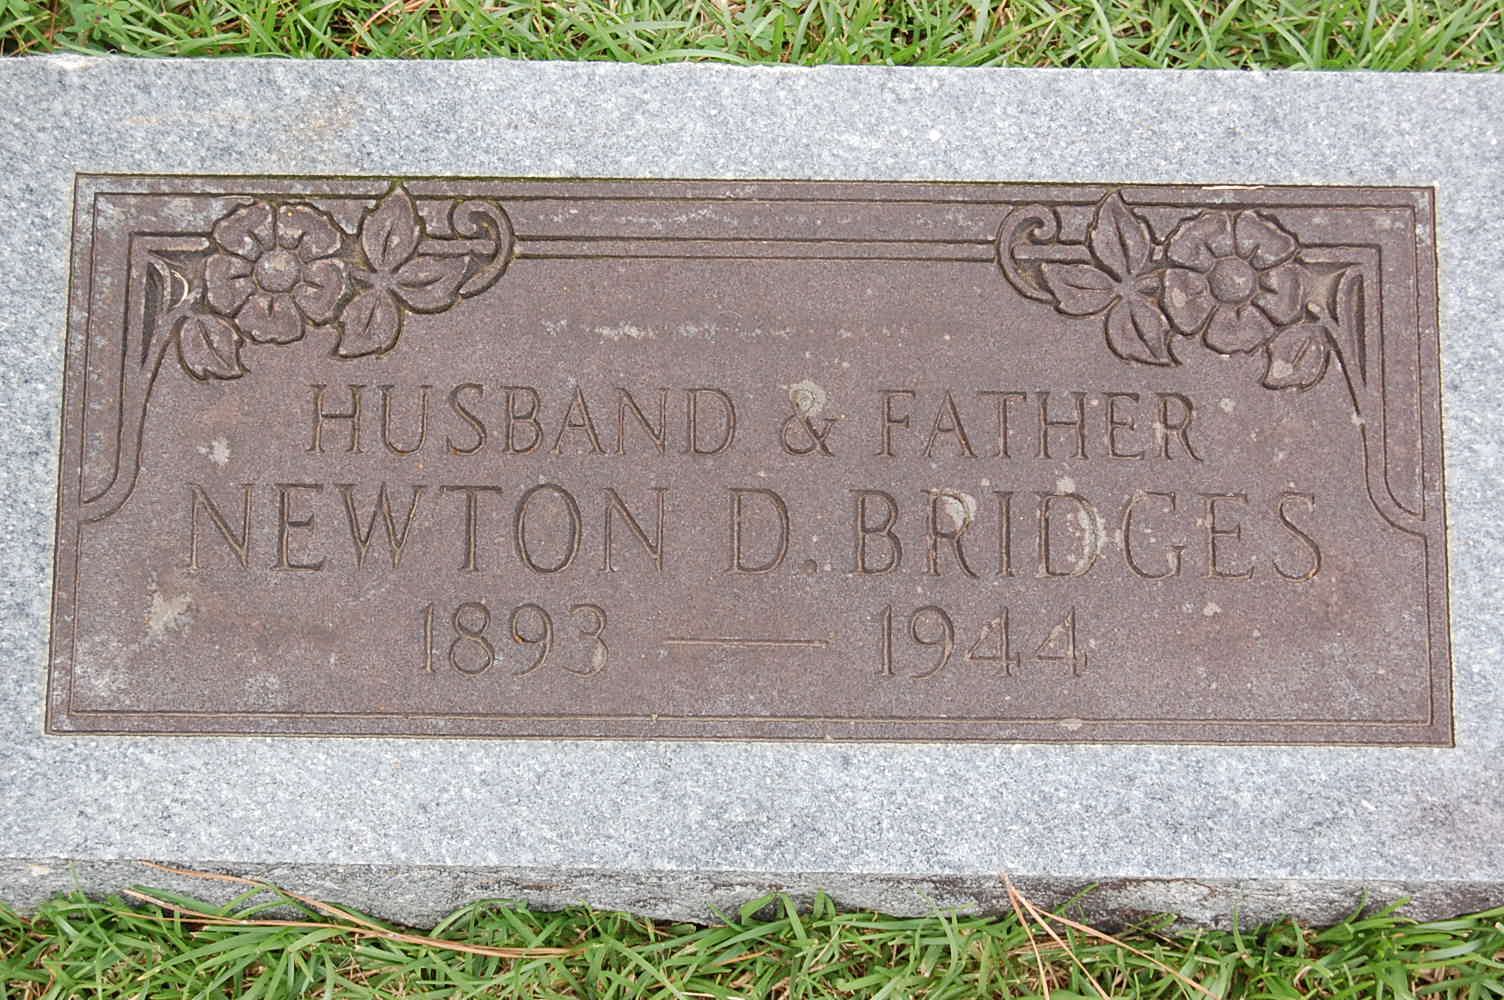 HUSBAND & FATHER
NEWTON D. BRIDGES
1893 — 1944